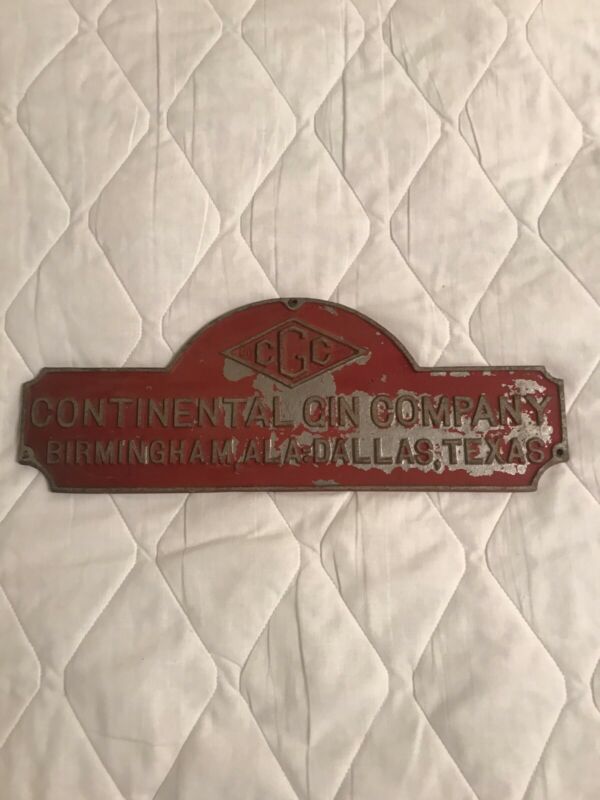 CGC
CONTINENTAL GIN COMPANY
BIRMINGHAM, ALA-DALLAS, TEXAS